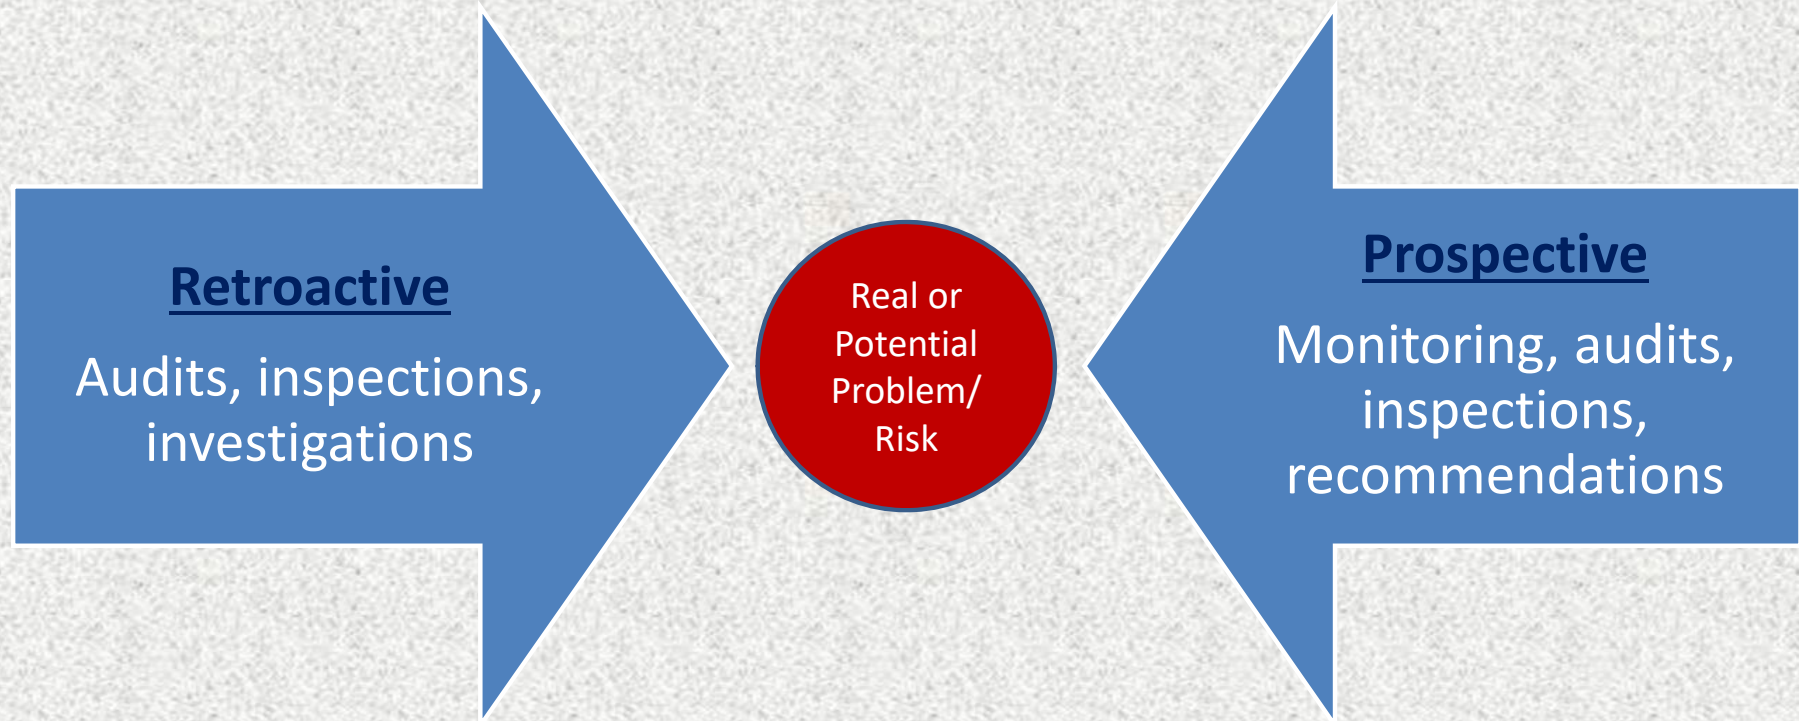 Retroactive
Audits, inspections,
investigations
Real or
Potential
Problem/
Risk
Prospective
Monitoring, audits,
inspections,
recommendations